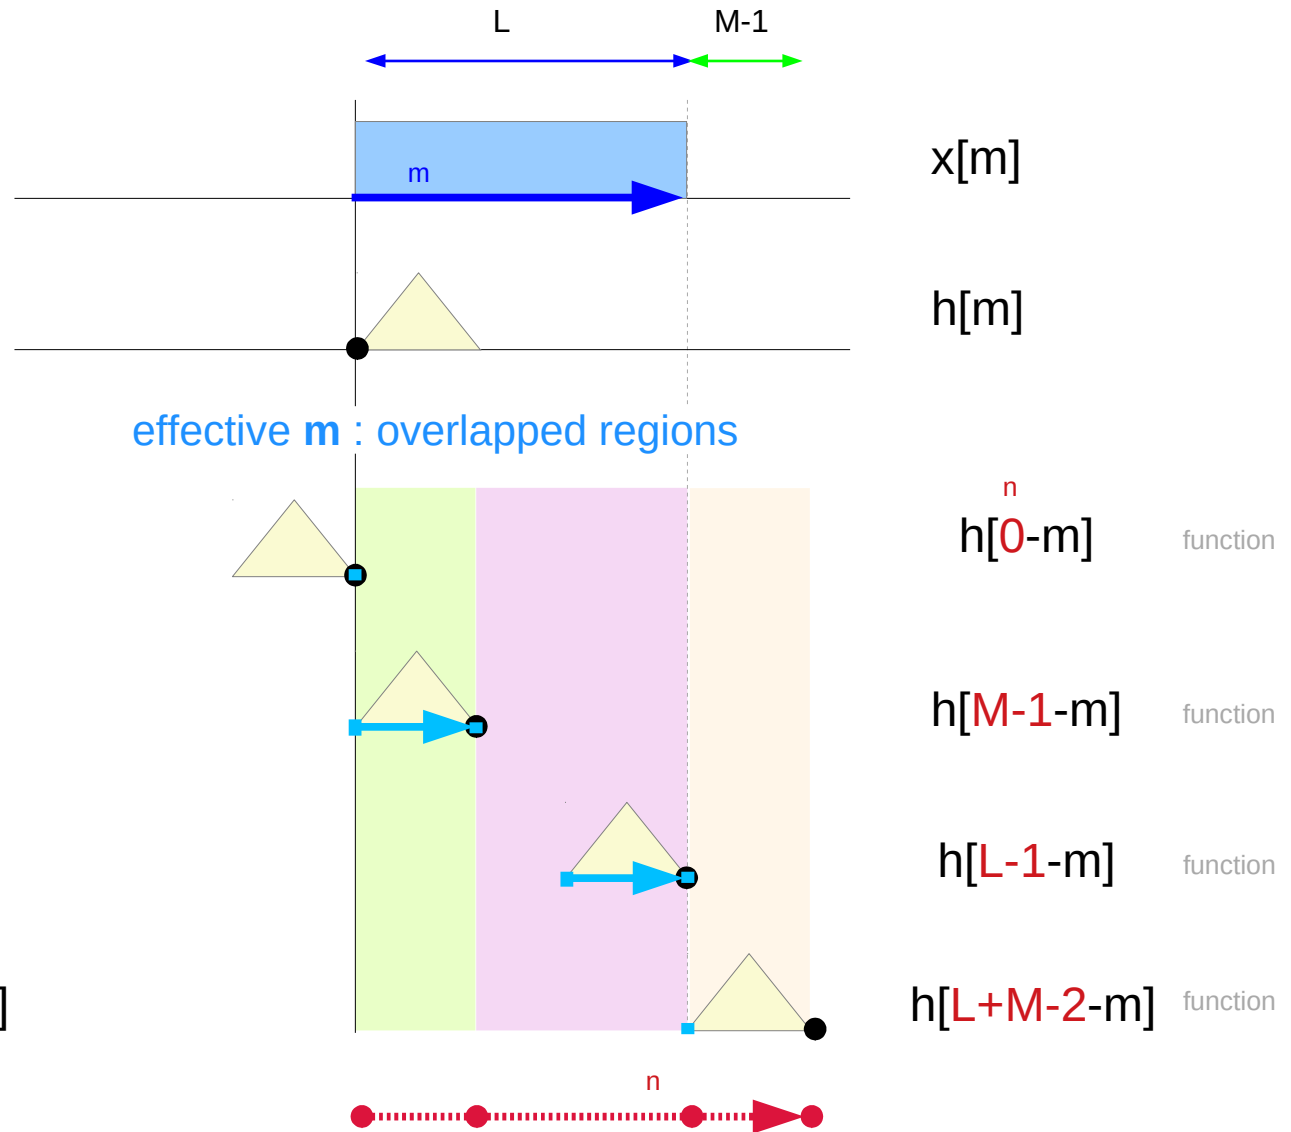 L M-1
x[m]
m
h[m]
effective m : overlapped regions
n
h[0-m] function
h[M-1-m] function
h[L-1-m] function
] h[L+M-2-m] function
n